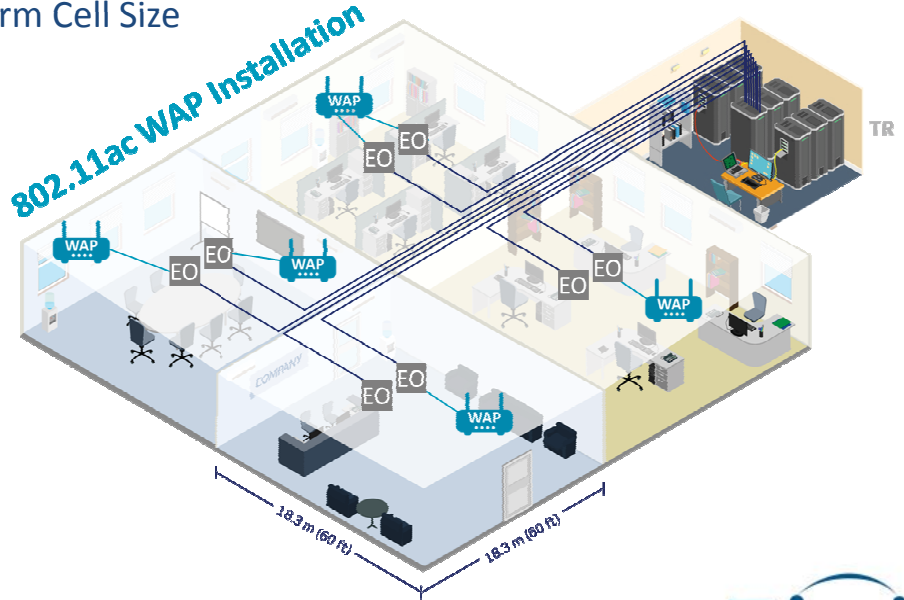 rm Cell Size
802.11ac WAP Installation
WAP
EO
EO
TR
WAP
EO
EO
WAP
EO
EO
WAP
COMPANY
EO
EO
WAP
18.3 m (60 ft)
18.3 m (60 ft)